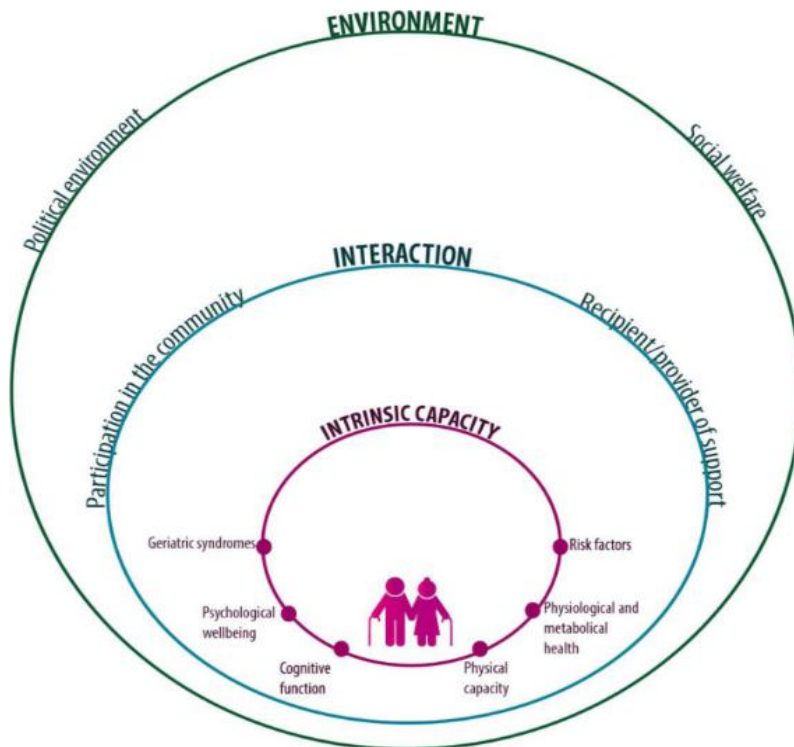 ENVIRONMENT
Political environment
Social welfare
INTERACTION
Participation in the community
Recipient/provider of support
INTRINSIC CAPACITY
Geriatric syndromes
Risk factors
Psychological
wellbeing
Physiological and
metabolical
health
Cognitive
function
Physical
capacity